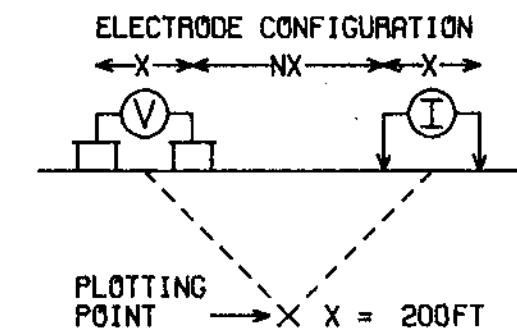 ELECTRODE CONFIGURATION
X NX X
V I
PLOTTING
POINT X X = 200FT